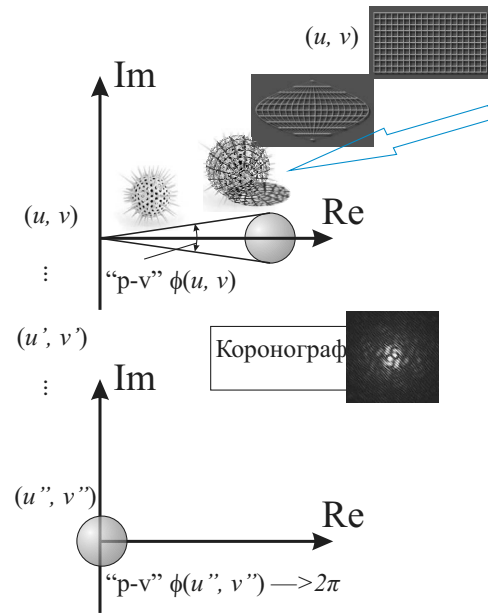 (u, v)
Im
(u, v)
Re
“p-v” ϕ(u, v)
...
(u’, v’)
...
Коронограф
Im
(u”, v”)
Re
“p-v” ϕ(u”, v”) —>2π